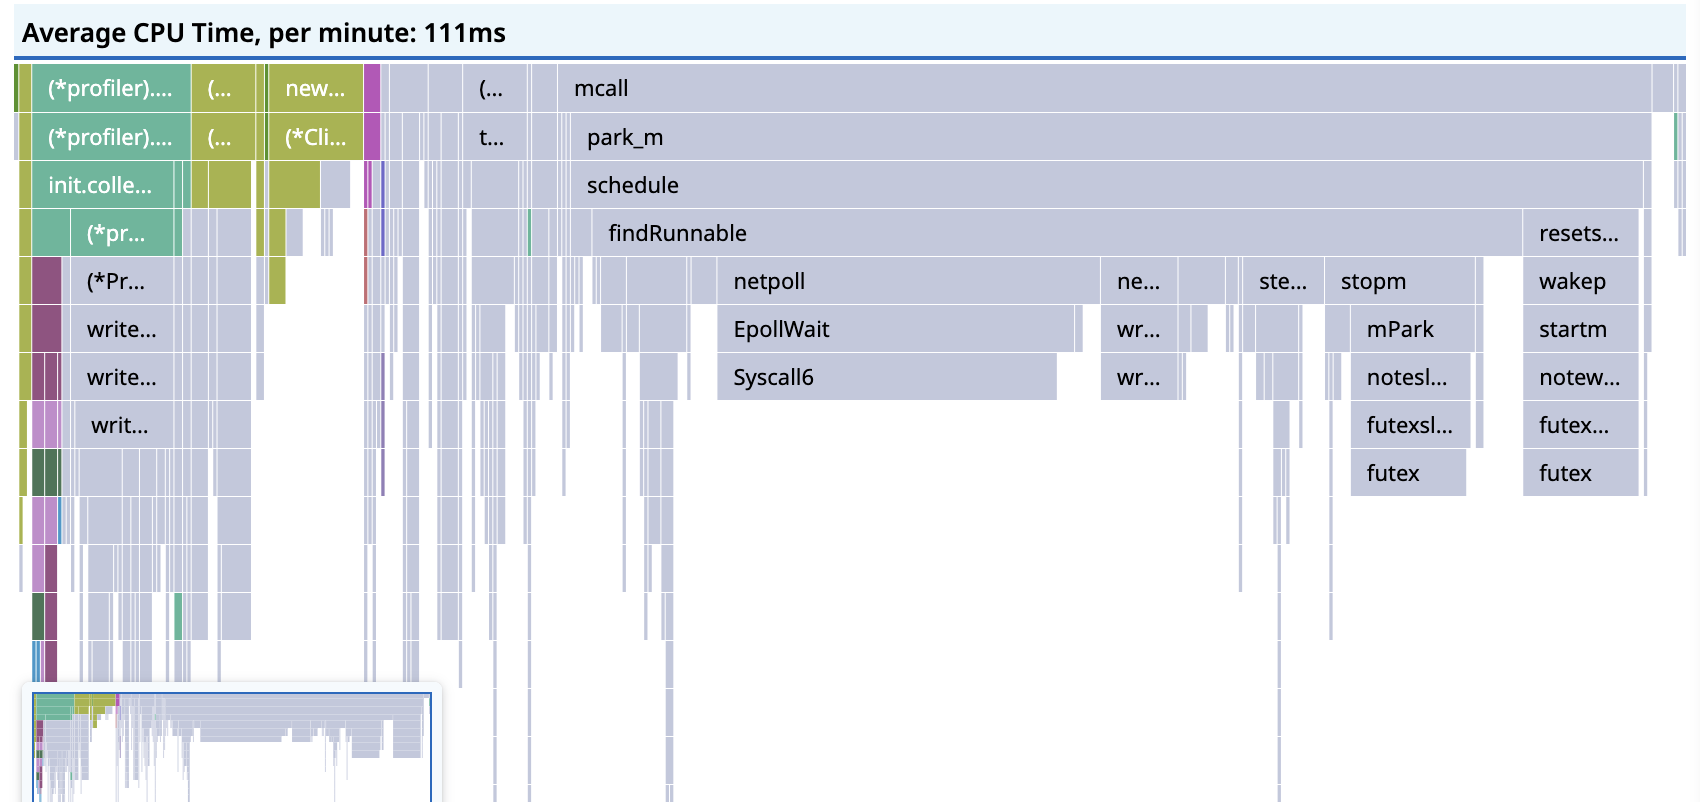 Average CPU Time, per minute: 111ms
(*profiler).... (... new... (... mcall
(*profiler).... (... (*Cli... t... park_m
init.colle... schedule
(*pr... findRunnable resets...
(*Pr... netpoll ne... ste... stopm wakep
write... EpollWait wr... mPark startm
write... Syscall6 wr... notesl... notew...
writ... futexsl... futex...
futex futex